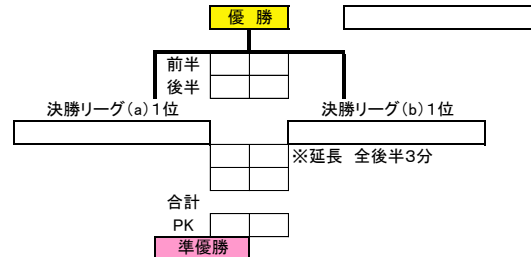 優 勝
前半
後半
決勝リーグ(a)1位
決勝リーグ(b)1位
※延長 全後半3分
合計
PK
準優勝